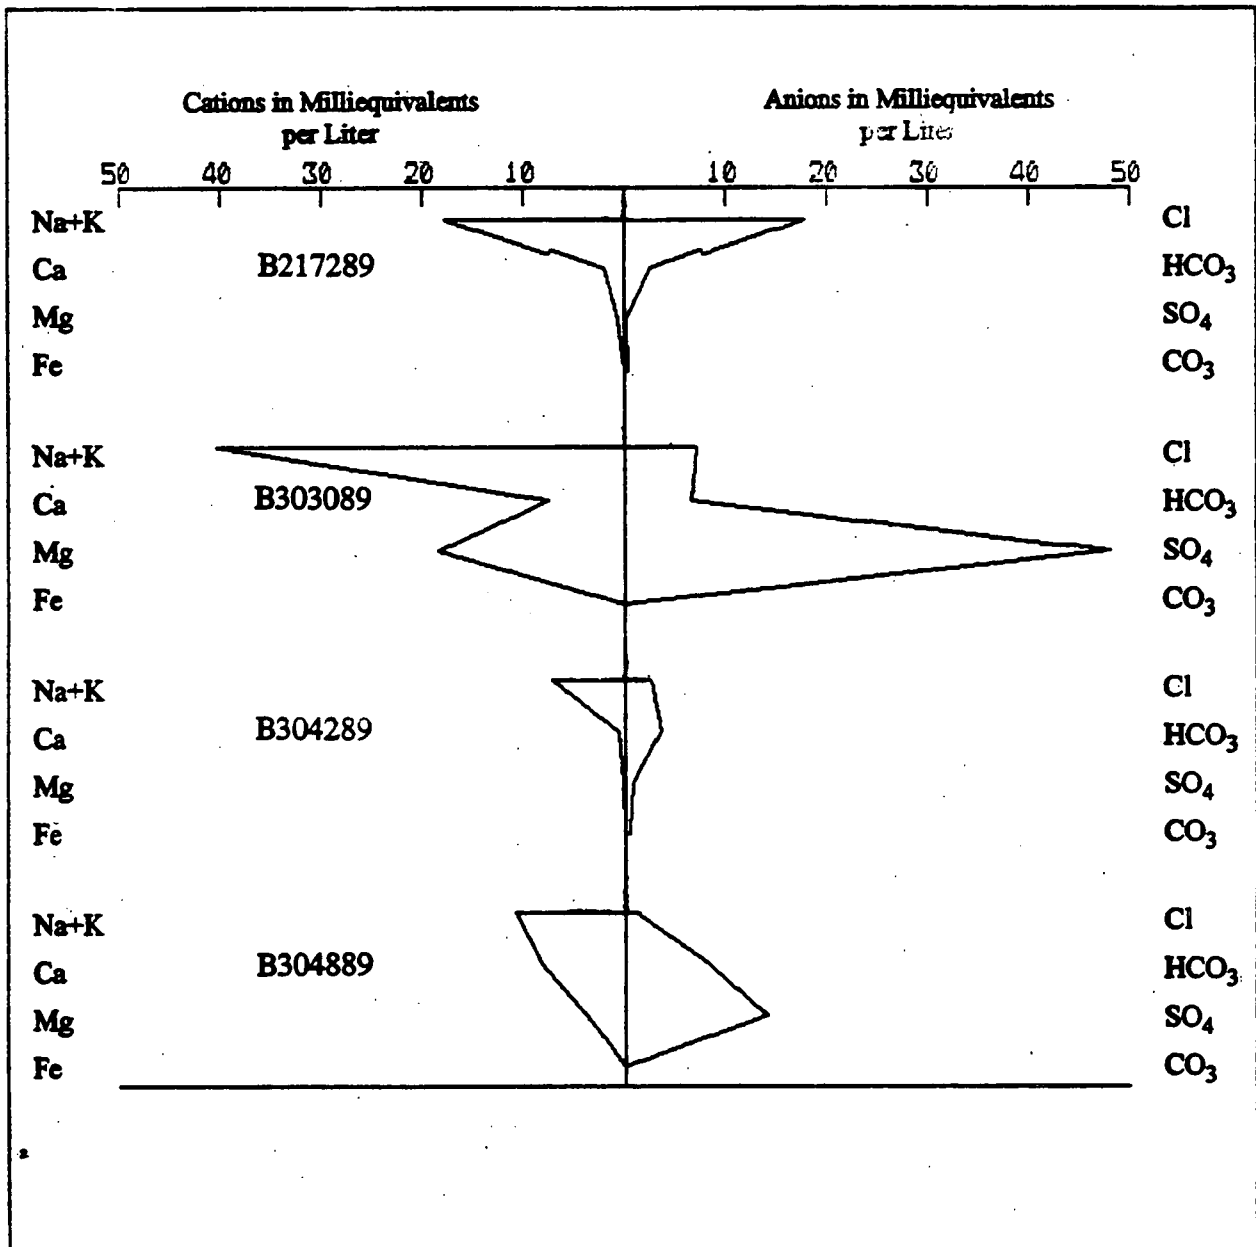 Cations in Milliequivalents
per Liter
Anions in Milliequivalents
per Liter
50 40 30 20 10 10 20 30 40 50
Na+K Cl
Ca B217289 HCO3
Mg SO4
Fe CO3
Na+K Cl
Ca B303089 HCO3
Mg SO4
Fe CO3
Na+K Cl
Ca B304289 HCO3
Mg SO4
Fe CO3
Na+K Cl
Ca B304889 HCO3
Mg SO4
Fe CO3